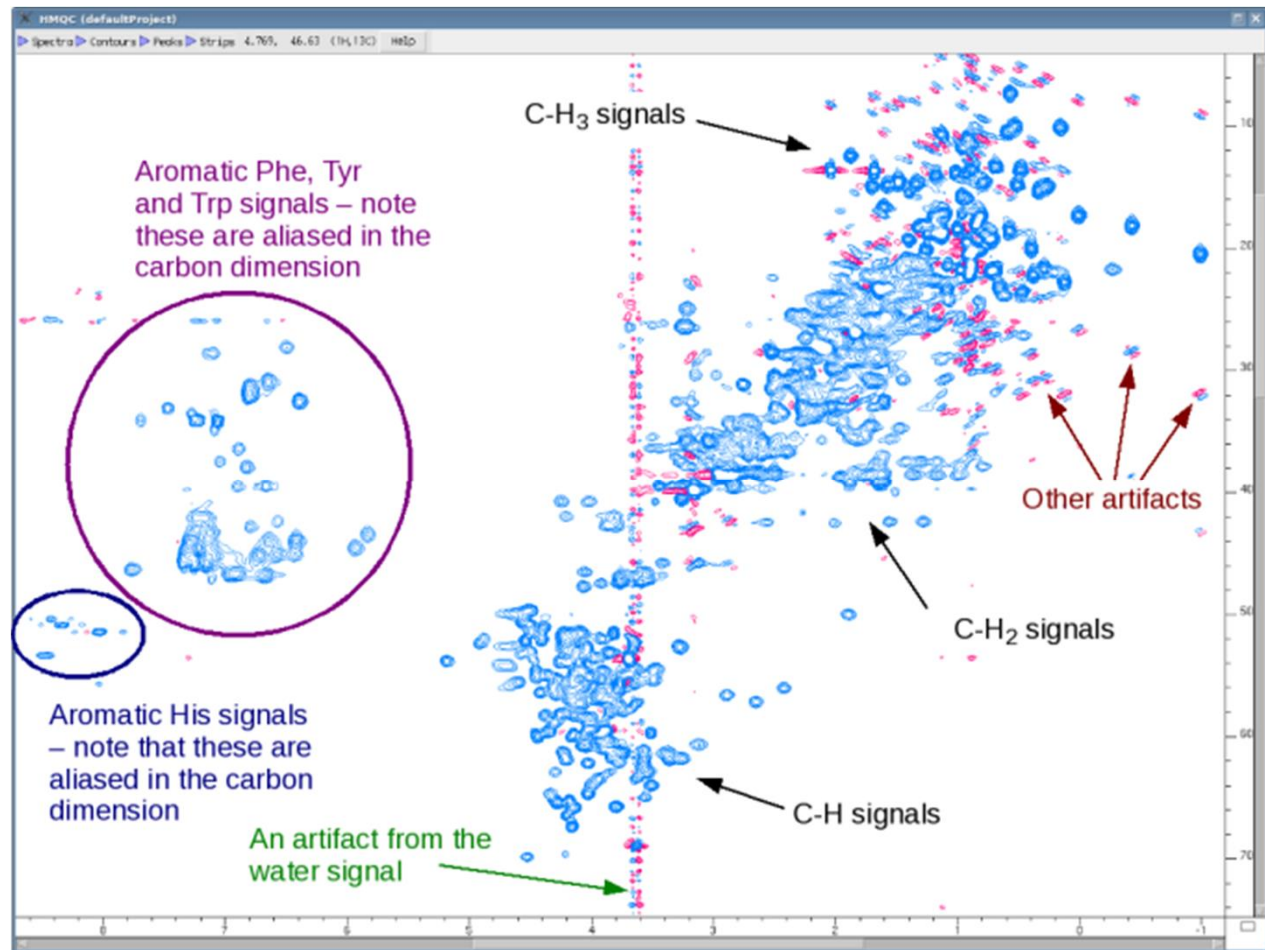 HMQC (defaultProject)
Spectra Contours Peaks Strips 4.769, 46.63 (1H,13C) Help
C-H3 signals
Aromatic Phe, Tyr
and Trp signals – note
these are aliased in the
carbon dimension
Other artifacts
C-H2 signals
Aromatic His signals
– note that these are
aliased in the carbon
dimension
C-H signals
An artifact from the
water signal
10
20
30
40
50
60
70
8 7 6 5 4 3 2 1 0 -1